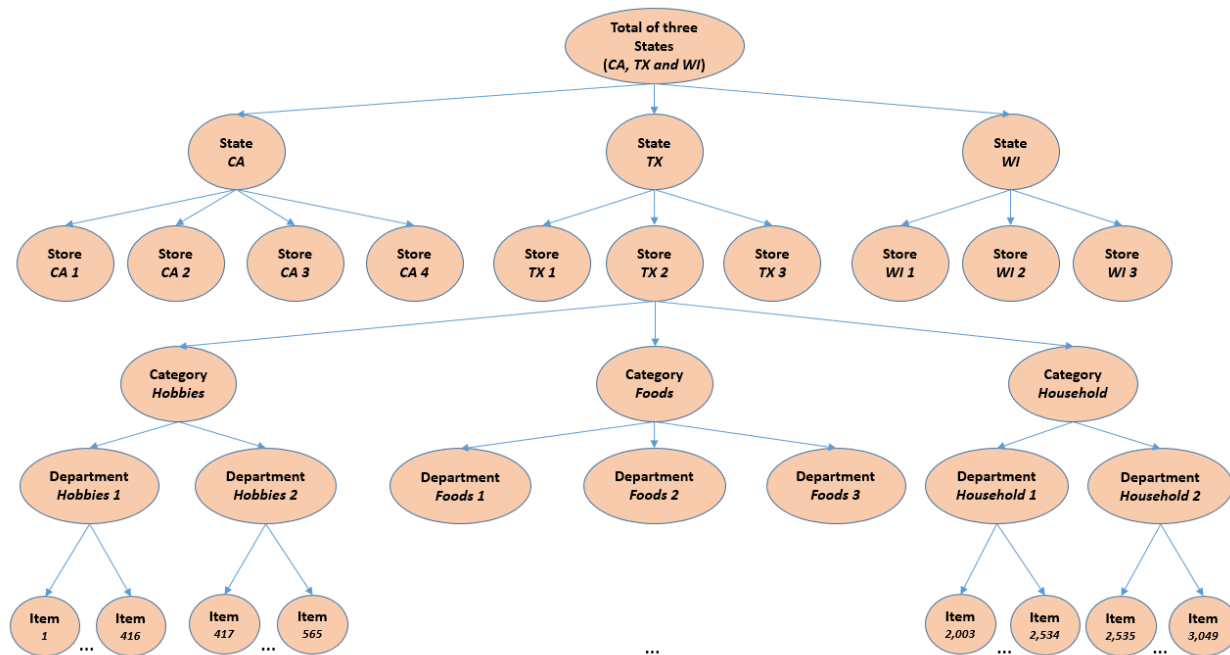 Total of three
States
(CA, TX and WI)
State
CA
State
TX
State
WI
Store
CA 1
Store
CA 2
Store
CA 3
Store
CA 4
Store
TX 1
Store
TX 2
Store
TX 3
Store
WI 1
Store
WI 2
Store
WI 3
Category
Hobbies
Category
Foods
Category
Household
Department
Hobbies 1
Department
Hobbies 2
Department
Foods 1
Department
Foods 2
Department
Foods 3
Department
Household 1
Department
Household 2
Item
1
...
Item
416
Item
417
...
Item
565
...
Item
2,003
...
Item
2,534
Item
2,535
...
Item
3,049